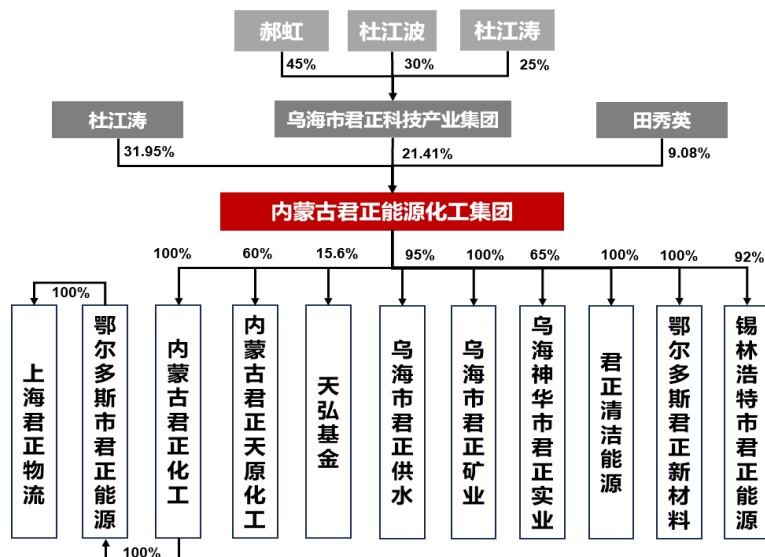 郝虹
杜江波
杜江涛
45%
30%
25%
杜江涛
乌海市君正科技产业集团
田秀英
31.95%
21.41%
9.08%
内蒙古君正能源化工集团
100%
60%
15.6%
95%
100%
65%
100%
100%
92%
100%
上海君正物流
鄂尔多斯市君正能源
内蒙古君正化工
内蒙古君正天原化工
天弘基金
乌海市君正供水
乌海市君正矿业
乌海神华市君正实业
君正清洁能源
鄂尔多斯君正新材料
锡林浩特市君正能源
100%